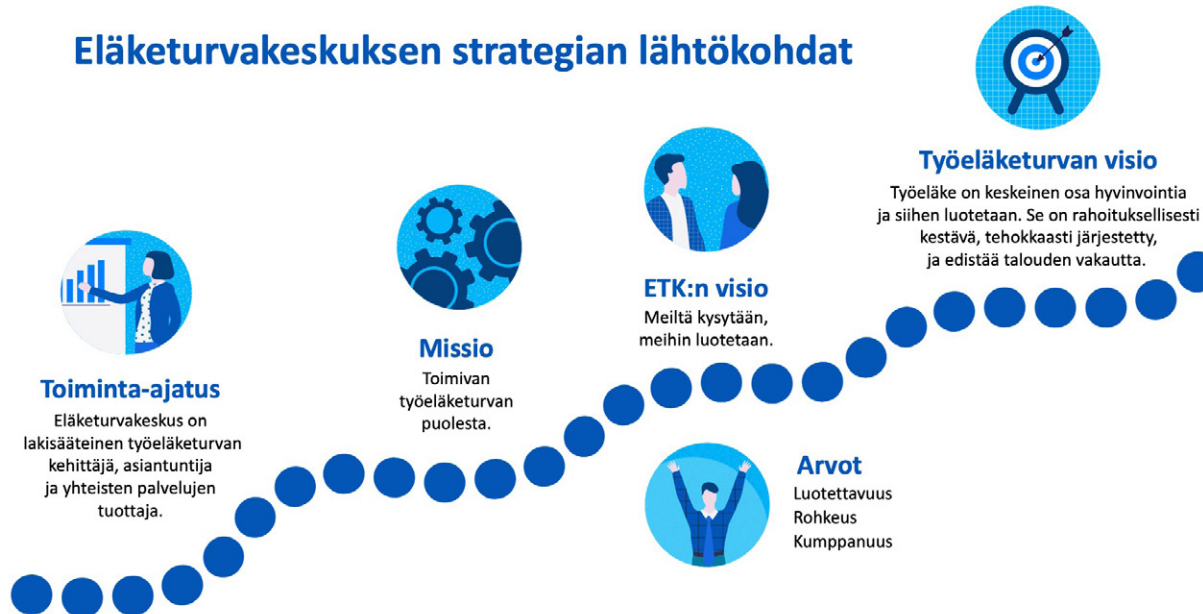 Eläketurvakeskuksen strategian lähtökohdat
Toiminta-ajatus
Eläketurvakeskus on
lakisääteinen työeläketurvan
kehittäjä, asiantuntija
ja yhteisten palvelujen
tuottaja.
Missio
Toimivan
työeläketurvan
puolesta.
ETK:n visio
Meiltä kysytään,
meihin luotetaan.
Arvot
Luotettavuus
Rohkeus
Kumppanuus
Työeläketurvan visio
Työeläke on keskeinen osa hyvinvointia
ja siihen luotetaan. Se on rahoituksellisesti
kestävä, tehokkaasti järjestetty,
ja edistää talouden vakautta.